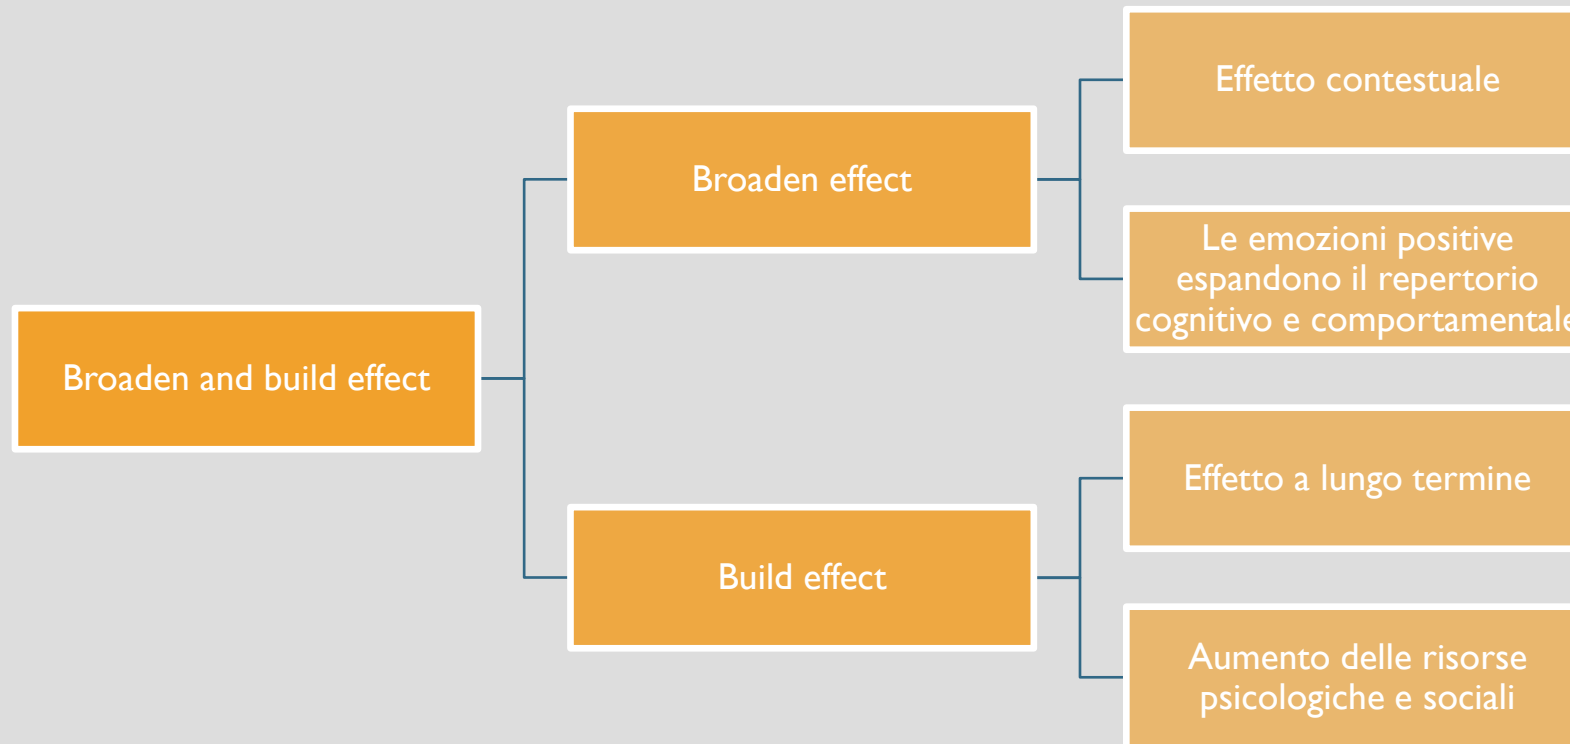 Effetto contestuale
Broaden effect
Le emozioni positive
espandono il repertorio
cognitivo e comportamentale
Broaden and build effect
Effetto a lungo termine
Build effect
Aumento delle risorse
psicologiche e sociali